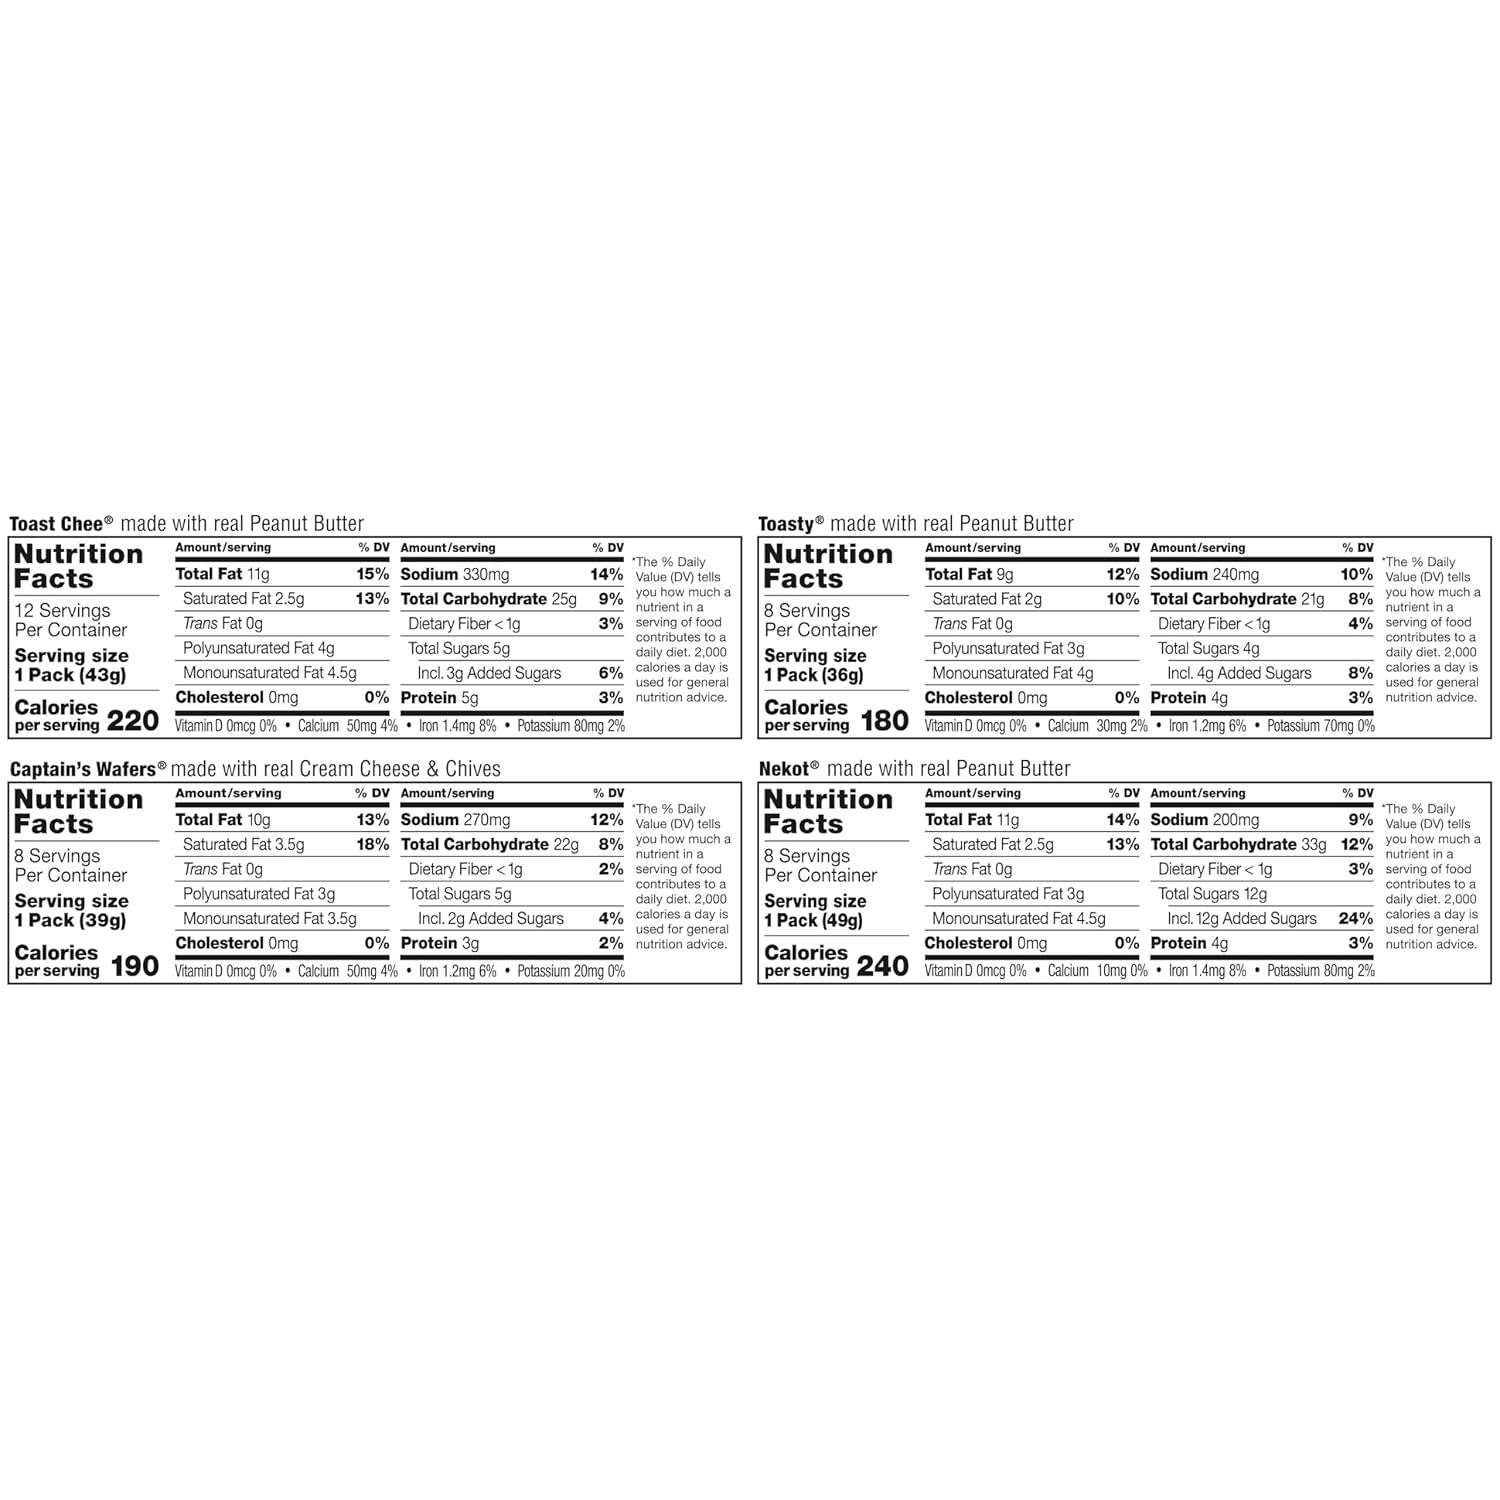 Toast Chee® made with real Peanut Butter
Nutrition
Facts
12 Servings
Per Container
Serving size
1 Pack (43g)
Calories
per serving 220
Amount/serving % DV
Total Fat 11g 15%
Saturated Fat 2.5g 13%
Trans Fat 0g
Polyunsaturated Fat 4g
Monounsaturated Fat 4.5g
Cholesterol 0mg 0%
Amount/serving % DV
Sodium 330mg 14%
Total Carbohydrate 25g 9%
Dietary Fiber <1g 3%
Total Sugars 5g
Incl. 3g Added Sugars 6%
Protein 5g 3%
Vitamin D 0mcg 0% • Calcium 50mg 4% • Iron 1.4mg 8% • Potassium 80mg 2%
*The % Daily
Value (DV) tells
you how much a
nutrient in a
serving of food
contributes to a
daily diet. 2,000
calories a day is
used for general
nutrition advice.
Toasty® made with real Peanut Butter
Nutrition
Facts
8 Servings
Per Container
Serving size
1 Pack (36g)
Calories
per serving 180
Amount/serving % DV
Total Fat 9g 12%
Saturated Fat 2g 10%
Trans Fat 0g
Polyunsaturated Fat 3g
Monounsaturated Fat 4g
Cholesterol 0mg 0%
Amount/serving % DV
Sodium 240mg 10%
Total Carbohydrate 21g 8%
Dietary Fiber <1g 4%
Total Sugars 4g
Incl. 4g Added Sugars 8%
Protein 4g 3%
Vitamin D 0mcg 0% • Calcium 30mg 2% • Iron 1.2mg 6% • Potassium 70mg 0%
*The % Daily
Value (DV) tells
you how much a
nutrient in a
serving of food
contributes to a
daily diet. 2,000
calories a day is
used for general
nutrition advice.
Captain's Wafers® made with real Cream Cheese & Chives
Nutrition
Facts
8 Servings
Per Container
Serving size
1 Pack (39g)
Calories
per serving 190
Amount/serving % DV
Total Fat 10g 13%
Saturated Fat 3.5g 18%
Trans Fat 0g
Polyunsaturated Fat 3g
Monounsaturated Fat 3.5g
Cholesterol 0mg 0%
Amount/serving % DV
Sodium 270mg 12%
Total Carbohydrate 22g 8%
Dietary Fiber <1g 2%
Total Sugars 5g
Incl. 2g Added Sugars 4%
Protein 3g 2%
Vitamin D 0mcg 0% • Calcium 50mg 4% • Iron 1.2mg 6% • Potassium 20mg 0%
*The % Daily
Value (DV) tells
you how much a
nutrient in a
serving of food
contributes to a
daily diet. 2,000
calories a day is
used for general
nutrition advice.
Nekot® made with real Peanut Butter
Nutrition
Facts
8 Servings
Per Container
Serving size
1 Pack (49g)
Calories
per serving 240
Amount/serving % DV
Total Fat 11g 14%
Saturated Fat 2.5g 13%
Trans Fat 0g
Polyunsaturated Fat 3g
Monounsaturated Fat 4.5g
Cholesterol 0mg 0%
Amount/serving % DV
Sodium 200mg 9%
Total Carbohydrate 33g 12%
Dietary Fiber <1g 3%
Total Sugars 12g
Incl. 12g Added Sugars 24%
Protein 4g 3%
Vitamin D 0mcg 0% • Calcium 10mg 0% • Iron 1.4mg 8% • Potassium 80mg 2%
*The % Daily
Value (DV) tells
you how much a
nutrient in a
serving of food
contributes to a
daily diet. 2,000
calories a day is
used for general
nutrition advice.